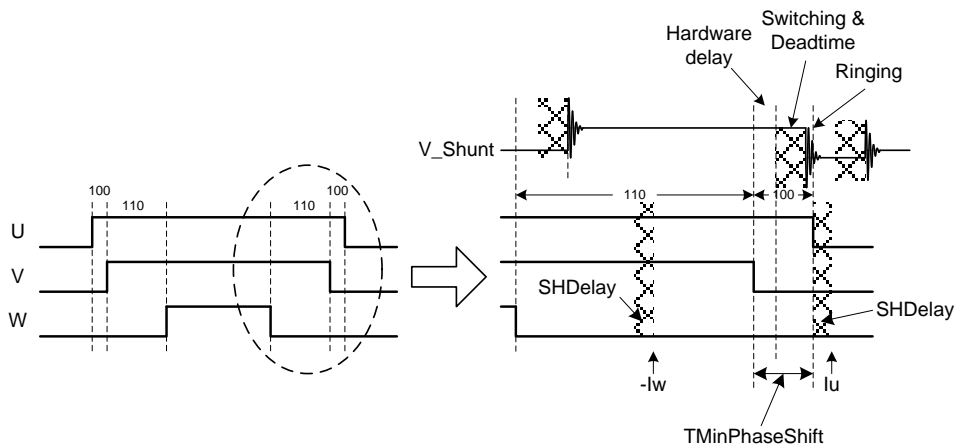 Switching &
Deadtime
Hardware
delay
Ringing
V_Shunt
100
110
110
100
110
100
U
V
W
SHDelay
SHDelay
-Iw
Iu
TMinPhaseShift